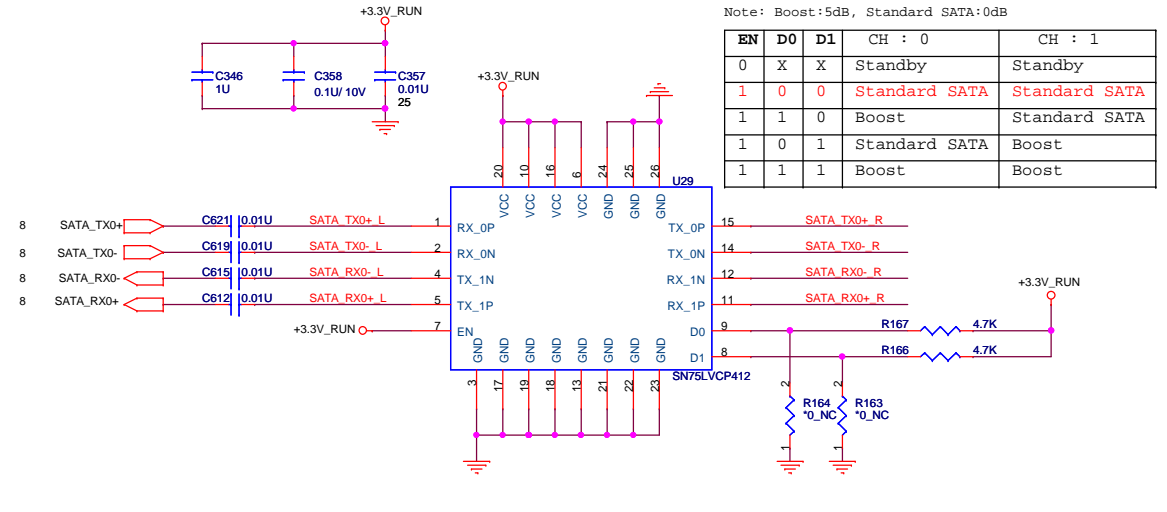 +3.3V_RUN
Note: Boost:5dB, Standard SATA:0dB
EN D0 D1 CH : 0 CH : 1
0 X X Standby Standby
1 0 0 Standard SATA Standard SATA
1 1 0 Boost Standard SATA
1 0 1 Standard SATA Boost
1 1 1 Boost Boost
C346
1U
C358
0.1U/ 10V
C357
0.01U
25
+3.3V_RUN
20 10 16 6 24 25 26
U29
VCC VCC VCC VCC GND GND GND
8 SATA_TX0+ C621 0.01U SATA_TX0+_L 1 RX_0P TX_0P 15 SATA_TX0+_R
8 SATA_TX0- C619 0.01U SATA_TX0-_L 2 RX_0N TX_0N 14 SATA_TX0-_R
8 SATA_RX0- C615 0.01U SATA_RX0-_L 4 TX_1N RX_1N 12 SATA_RX0-_R
8 SATA_RX0+ C612 0.01U SATA_RX0+_L 5 TX_1P RX_1P 11 SATA_RX0+_R
+3.3V_RUN
+3.3V_RUN 7 EN D0 9 R167 4.7K
D1 8 R166 4.7K
GND GND GND GND GND GND GND GND
SN75LVCP412
3 17 19 18 13 21 22 23
2 R164 *0_NC 1
2 R163 *0_NC 1